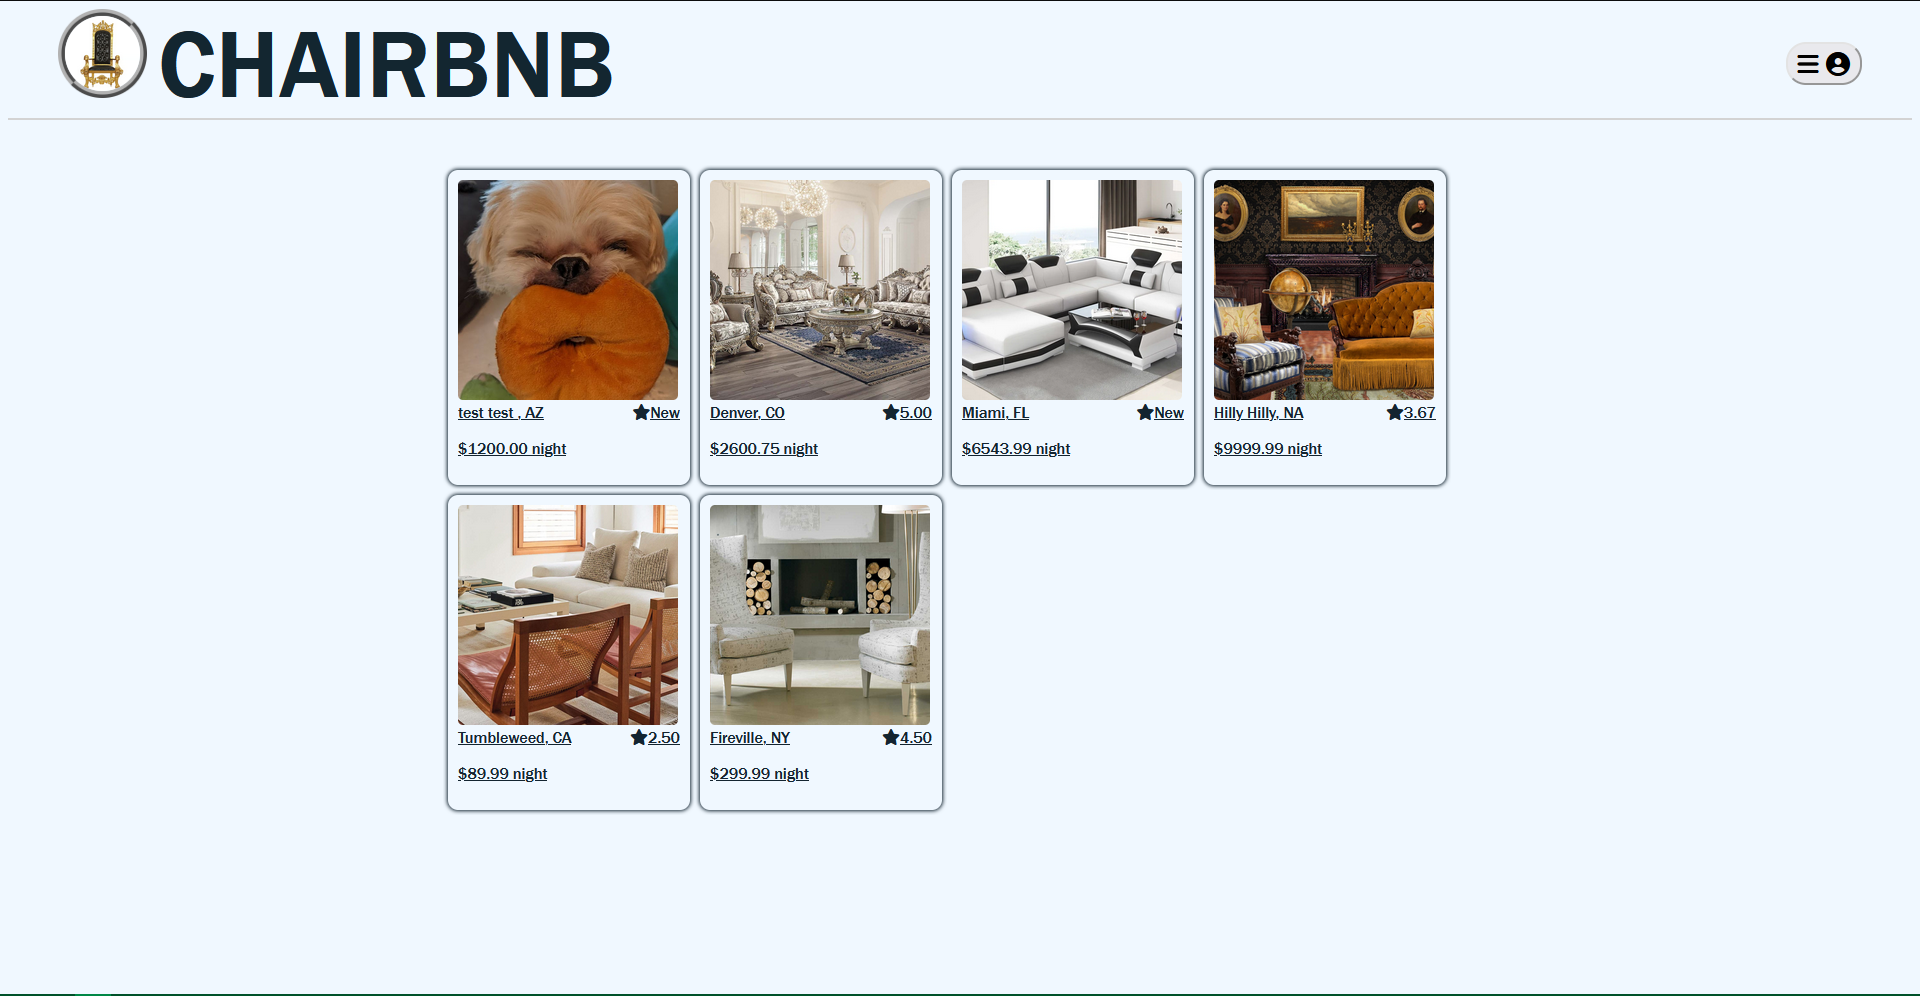 CHAIRBNB
test test , AZ ★New
$1200.00 night
Denver, CO ★5.00
$2600.75 night
Miami, FL ★New
$6543.99 night
Hilly Hilly, NA ★3.67
$9999.99 night
Tumbleweed, CA ★2.50
$89.99 night
Fireville, NY ★4.50
$299.99 night